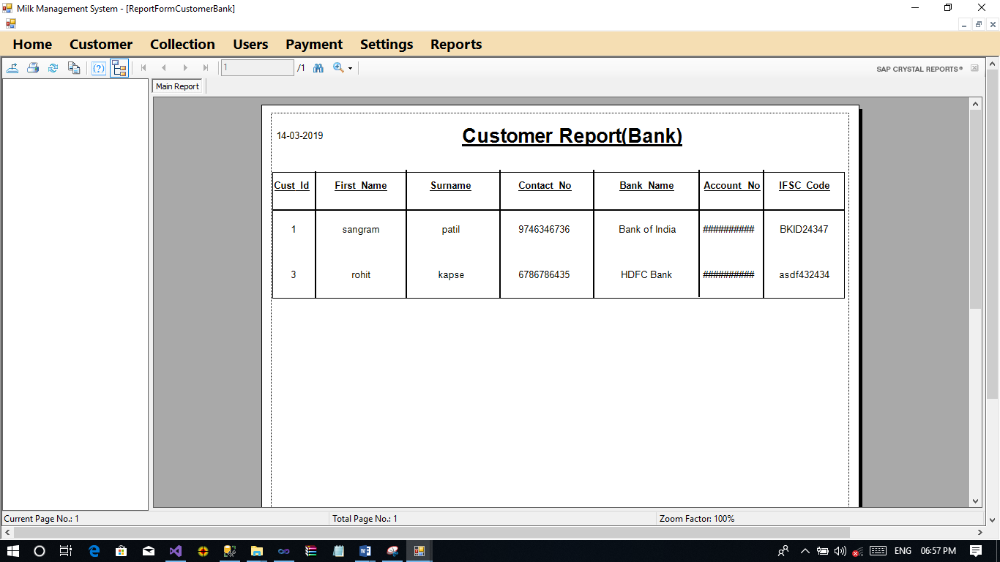 Milk Management System - [ReportFormCustomerBank]
Home Customer Collection Users Payment Settings Reports
1 /1 SAP CRYSTAL REPORTS®
Main Report
14-03-2019 Customer Report(Bank)
Cust_Id First_Name Surname Contact_No Bank_Name Account_No IFSC_Code
1 sangram patil 9746346736 Bank of India ########## BKID24347
3 rohit kapse 6786786435 HDFC Bank ########## asdf432434
Current Page No.: 1 Total Page No.: 1 Zoom Factor: 100%
ENG 06:57 PM